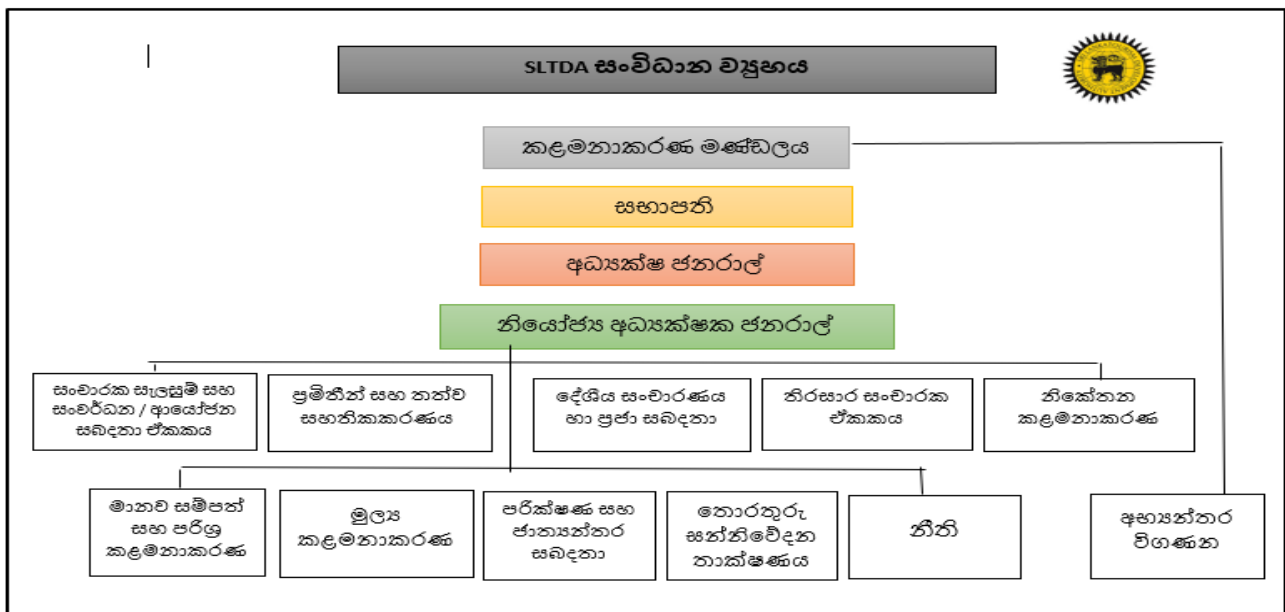 SLTDA සංවිධාන ව්‍යුහය
කළමනාකරණ මණ්ඩලය
සභාපති
අධ්‍යක්ෂ ජනරාල්
නියෝජ්‍ය අධ්‍යක්ෂක ජනරාල්
සංචාරක සැලසුම් සහ
සංවර්ධන / ආයෝජන
සබදතා ඒකකය
ප්‍රමිතීන් සහ තත්ව
සහතිකකරණය
දේශීය සංචාරණය
හා ප්‍රජා සබදතා
තිරසාර සංචාරක
ඒකකය
නිකේතන
කළමනාකරණ
මානව සම්පත්
සහ පරිශ්‍ර
කළමනාකරණ
මුල්‍ය
කළමනාකරණ
පරික්ෂණ සහ
ජාත්‍යන්තර
සබදතා
තොරතුරු
සන්නිවේදන
තාක්ෂණය
නීති
අභ්‍යන්තර
විගණන